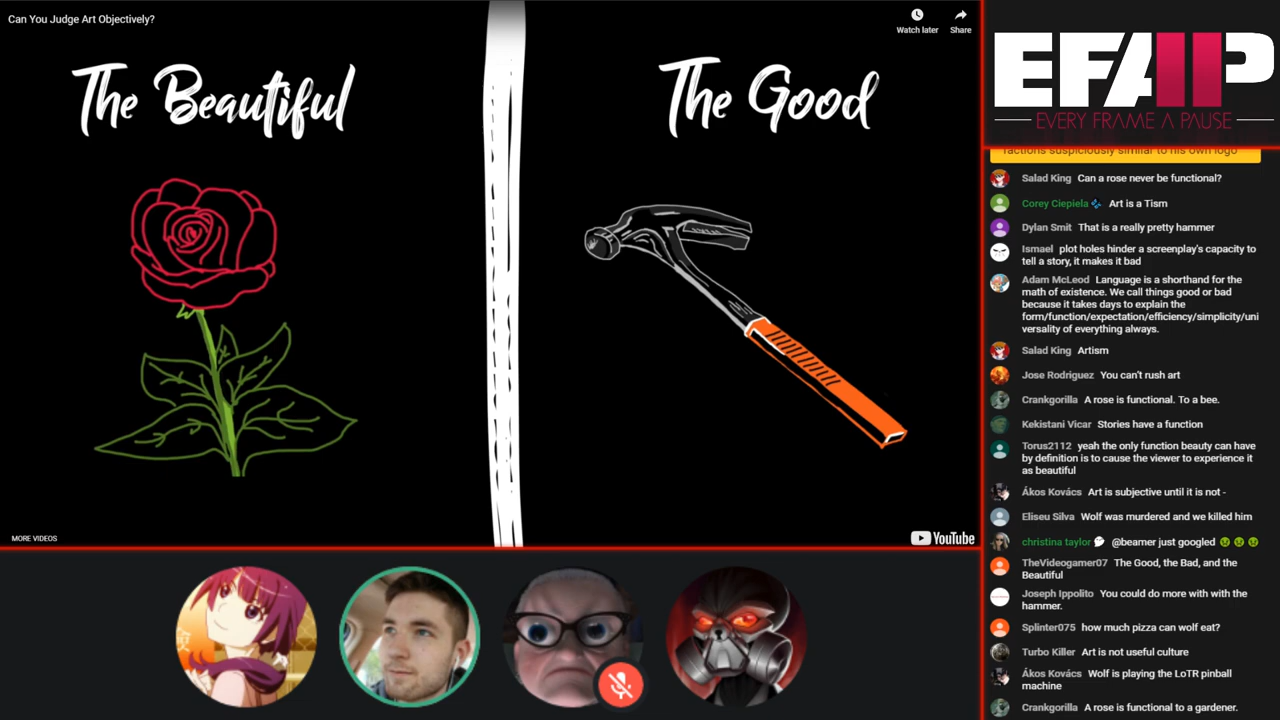 Can You Judge Art Objectively?
Watch later
Share
The Beautiful
The Good
MORE VIDEOS
YouTube
EFAP
EVERY FRAME A PAUSE
factions suspiciously similar to his own logo
Salad King Can a rose never be functional?
Corey Ciepiela Art is a Tism
Dylan Smit That is a really pretty hammer
Ismael plot holes hinder a screenplay's capacity to
tell a story, it makes it bad
Adam McLeod Language is a shorthand for the
math of existence. We call things good or bad
because it takes days to explain the
form/function/expectation/efficiency/simplicity/uni
versality of everything always.
Salad King Artism
Jose Rodriguez You can't rush art
Crankgorilla A rose is functional. To a bee.
Kekistani Vicar Stories have a function
Torus2112 yeah the only function beauty can have
by definition is to cause the viewer to experience it
as beautiful
Ákos Kovács Art is subjective until it is not -
Eliseu Silva Wolf was murdered and we killed him
christina taylor @beamer just googled
TheVideogamer07 The Good, the Bad, and the
Beautiful
Joseph Ippolito You could do more with with the
hammer.
Splinter075 how much pizza can wolf eat?
Turbo Killer Art is not useful culture
Ákos Kovács Wolf is playing the LoTR pinball
machine
Crankgorilla A rose is functional to a gardener.